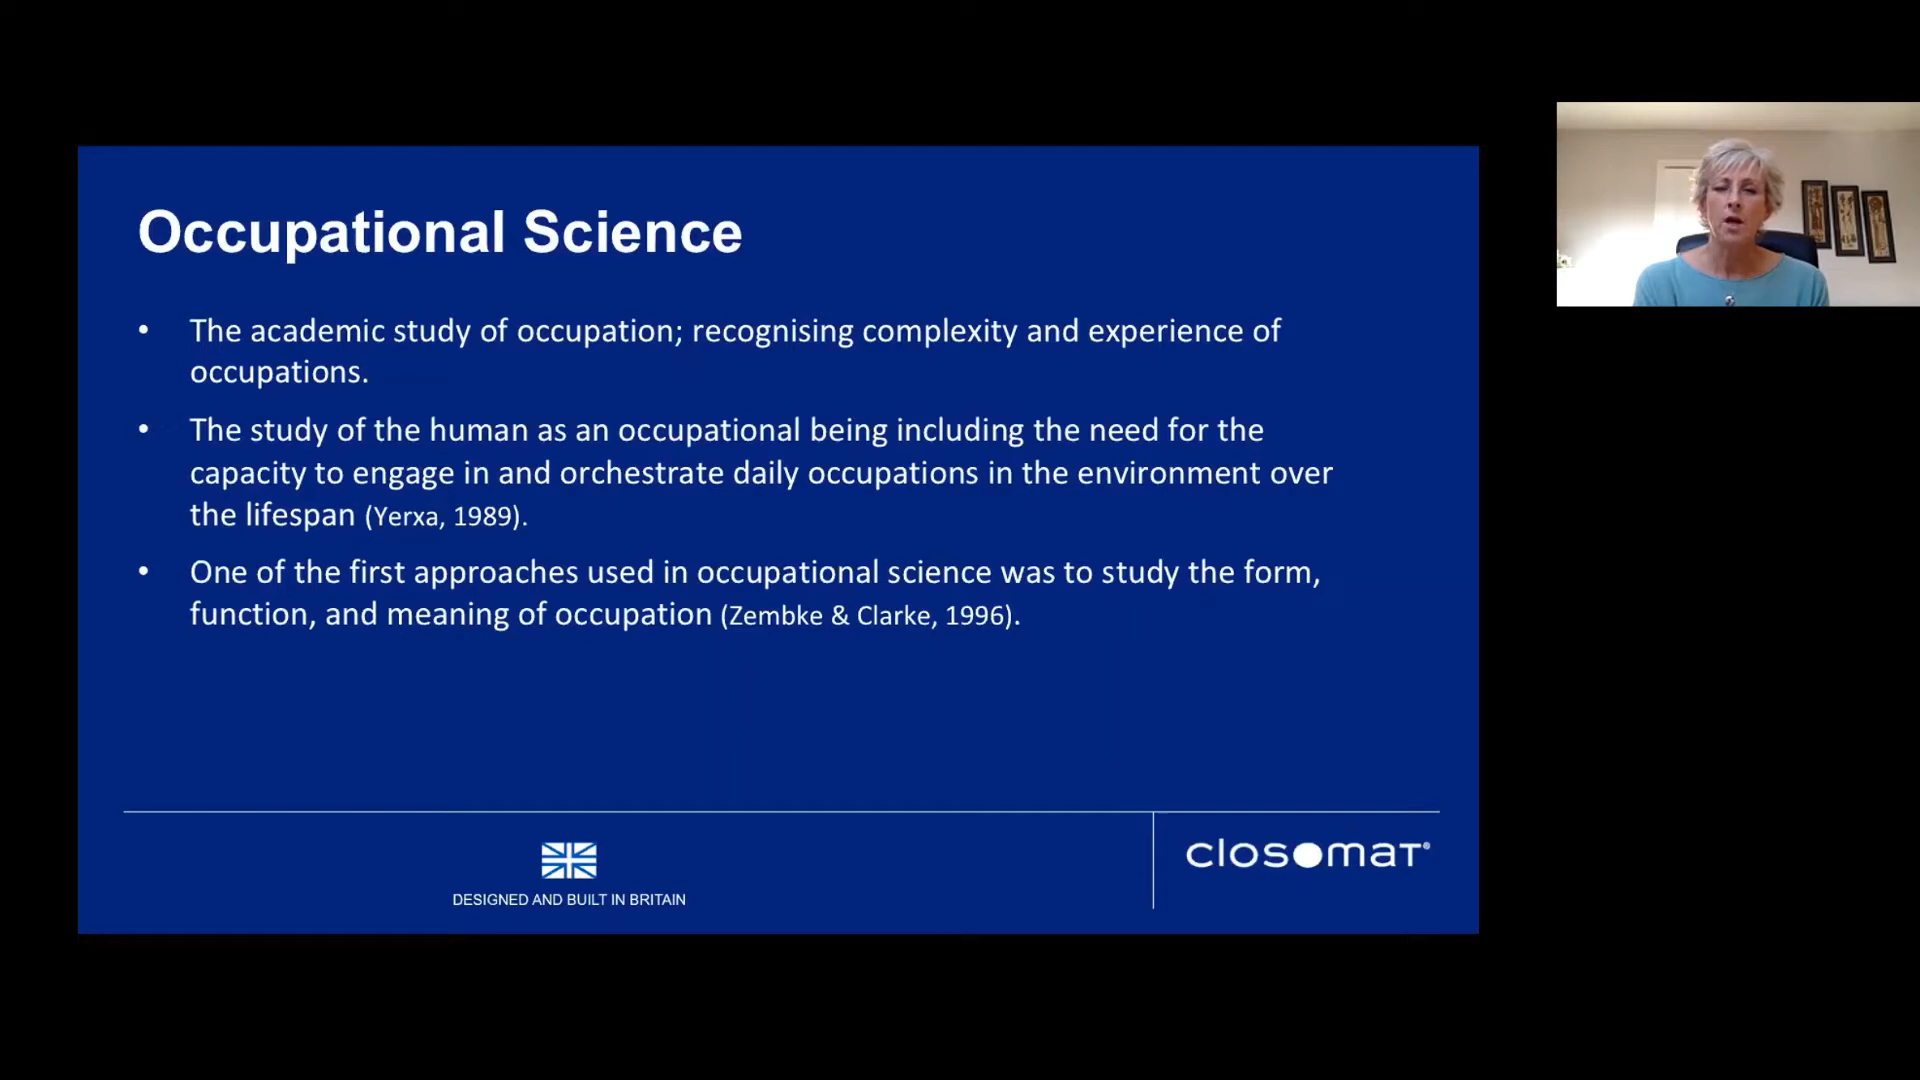 Occupational Science
• The academic study of occupation; recognising complexity and experience of
occupations.
• The study of the human as an occupational being including the need for the
capacity to engage in and orchestrate daily occupations in the environment over
the lifespan (Yerxa, 1989).
• One of the first approaches used in occupational science was to study the form,
function, and meaning of occupation (Zembke & Clarke, 1996).
DESIGNED AND BUILT IN BRITAIN
closomat®